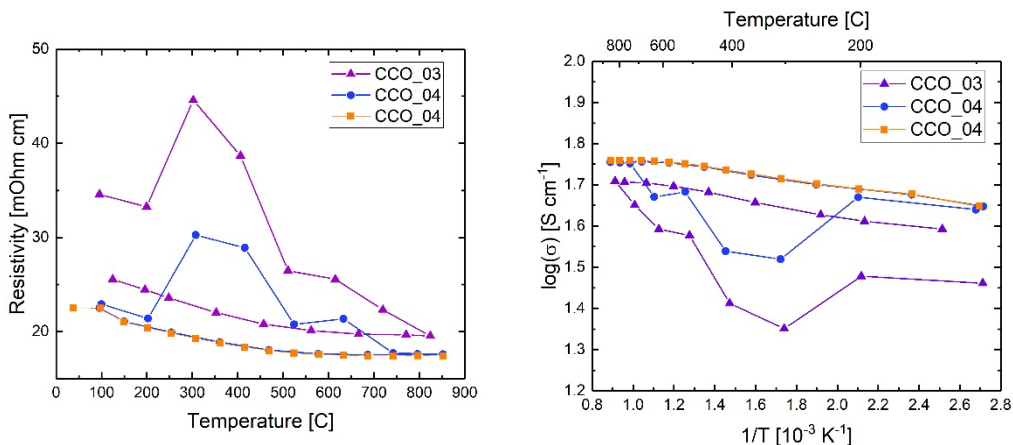 50
40
30
20
Resistivity [mOhm cm]
CCO_03
CCO_04
CCO_04
0 100 200 300 400 500 600 700 800 900
Temperature [C]
Temperature [C]
800 600 400 200
2.0
1.9
1.8
1.7
1.6
1.5
1.4
1.3
1.2
log(σ) [S cm⁻¹]
CCO_03
CCO_04
CCO_04
0.8 1.0 1.2 1.4 1.6 1.8 2.0 2.2 2.4 2.6 2.8
1/T [10⁻³ K⁻¹]